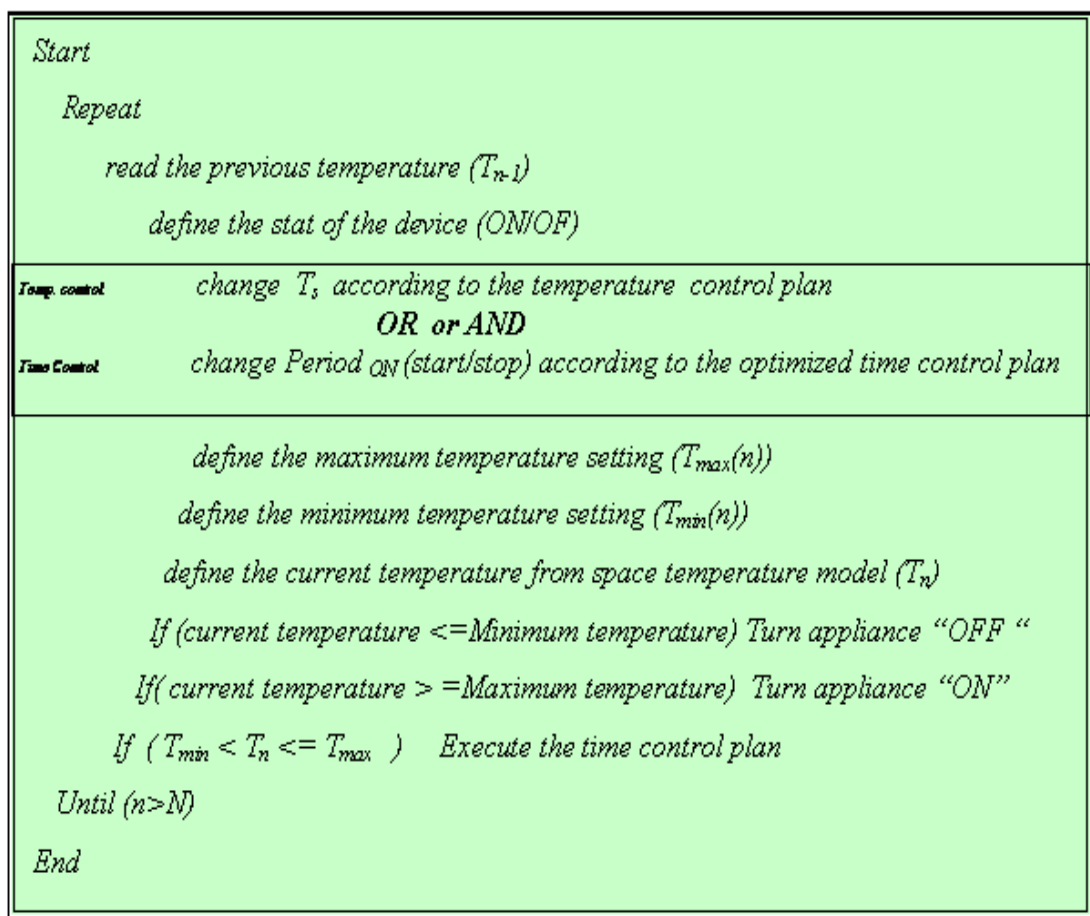 Start
Repeat
read the previous temperature (Tn-1)
define the stat of the device (ON/OF)
Temp. control change Ts according to the temperature control plan
OR or AND
Time Control change Period ON (start/stop) according to the optimized time control plan
define the maximum temperature setting (Tmax(n))
define the minimum temperature setting (Tmin(n))
define the current temperature from space temperature model (Tn)
If (current temperature <=Minimum temperature) Turn appliance “OFF “
If( current temperature > =Maximum temperature) Turn appliance “ON”
If ( Tmin < Tn <= Tmax ) Execute the time control plan
Until (n>N)
End